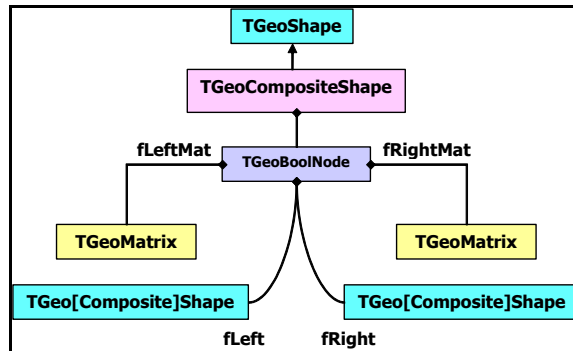 TGeoShape
TGeoCompositeShape
fLeftMat
fRightMat
TGeoBoolNode
TGeoMatrix
TGeoMatrix
TGeo[Composite]Shape
TGeo[Composite]Shape
fLeft
fRight